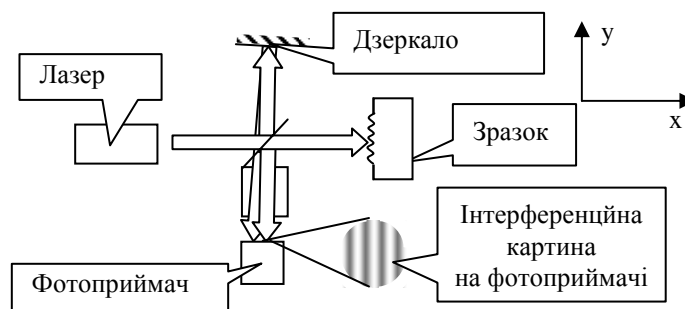 Дзеркало
y
Лазер
x
Зразок
Інтерференційна
картина
на фотоприймачі
Фотоприймач